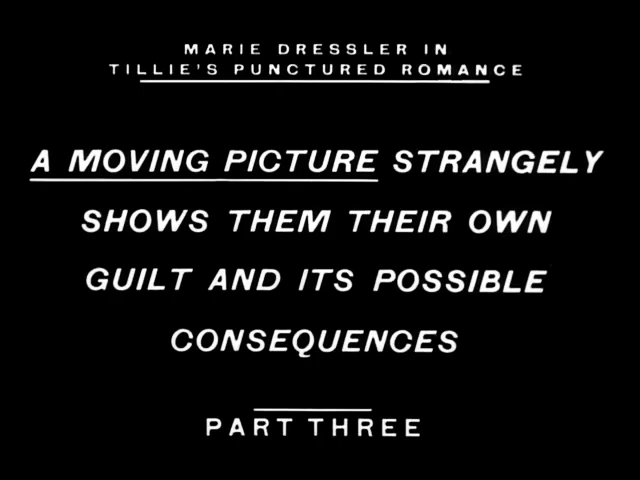 MARIE DRESSLER IN
TILLIE'S PUNCTURED ROMANCE
A MOVING PICTURE STRANGELY
SHOWS THEM THEIR OWN
GUILT AND ITS POSSIBLE
CONSEQUENCES
PART THREE